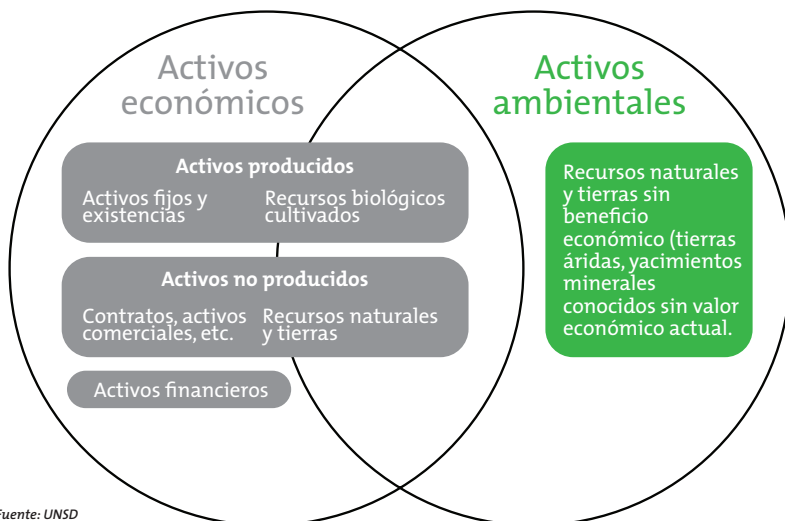 Activos
económicos
Activos
ambientales
Activos producidos
Activos fijos y
existencias
Recursos biológicos
cultivados
Activos no producidos
Contratos, activos
comerciales, etc.
Recursos naturales
y tierras
Activos financieros
Recursos naturales
y tierras sin
beneficio
económico (tierras
áridas, yacimientos
minerales
conocidos sin valor
económico actual.
Fuente: UNSD